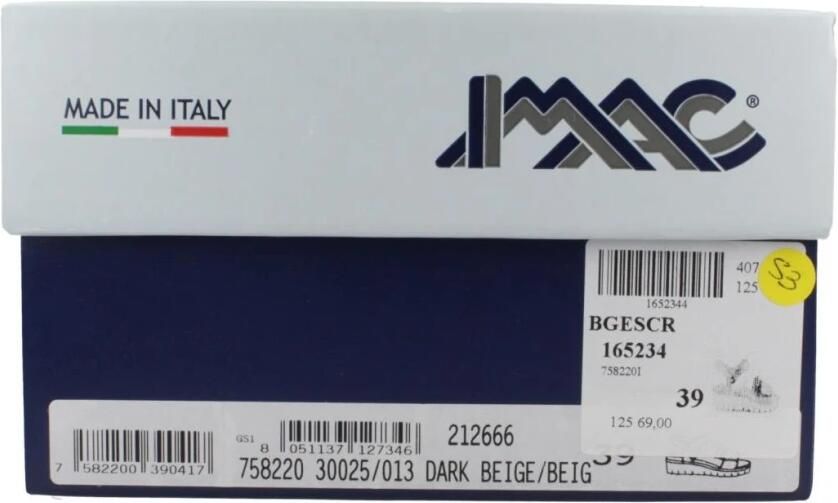 MADE IN ITALY
IMAC®
407
125
S3
1652344
BGESCR
165234
758220I
39
125 69,00
GS1
8 051137 127346
212666
7 582200 390417
758220 30025/013 DARK BEIGE/BEIG
39